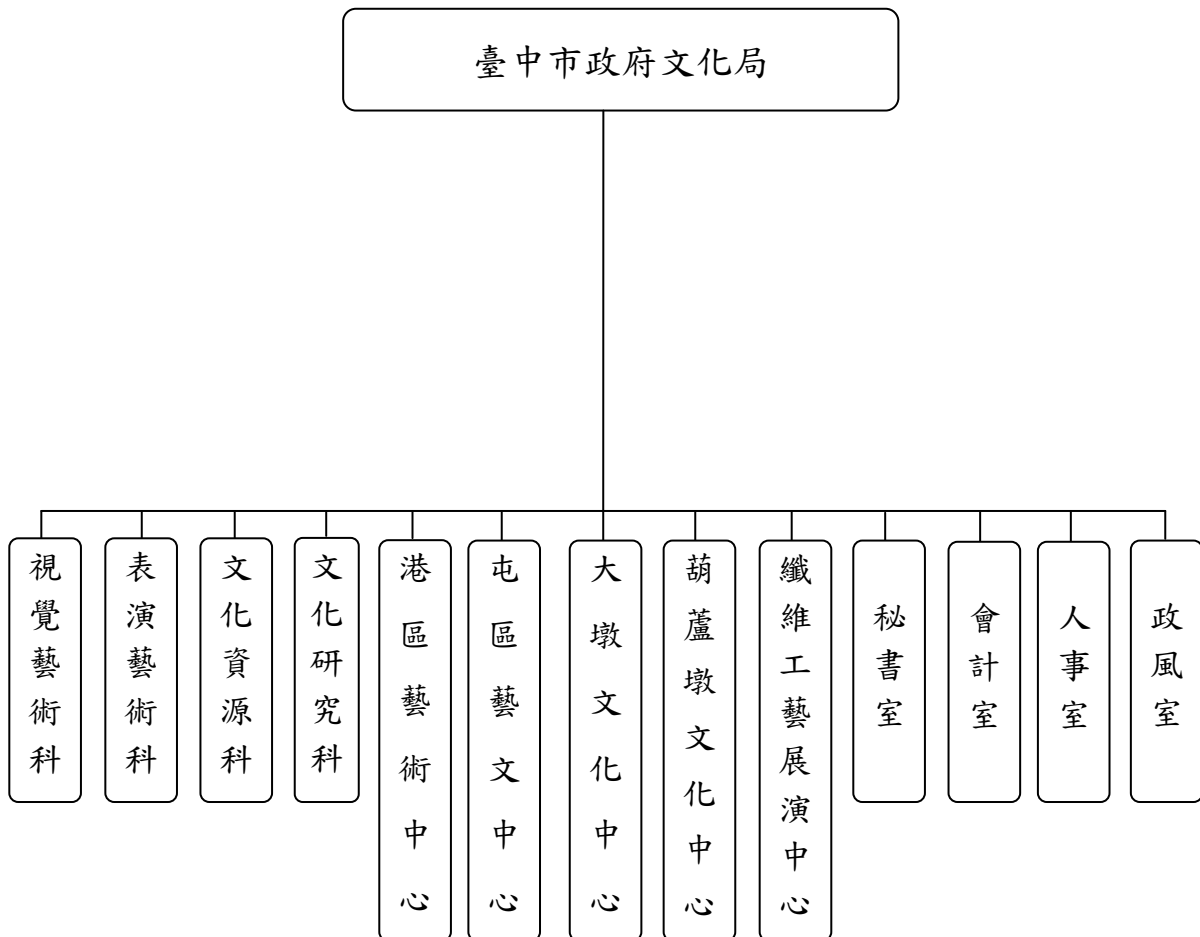 臺中市政府文化局
視覺藝術科
表演藝術科
文化資源科
文化研究科
港區藝術中心
屯區藝文中心
大墩文化中心
葫蘆墩文化中心
纖維工藝展演中心
秘書室
會計室
人事室
政風室